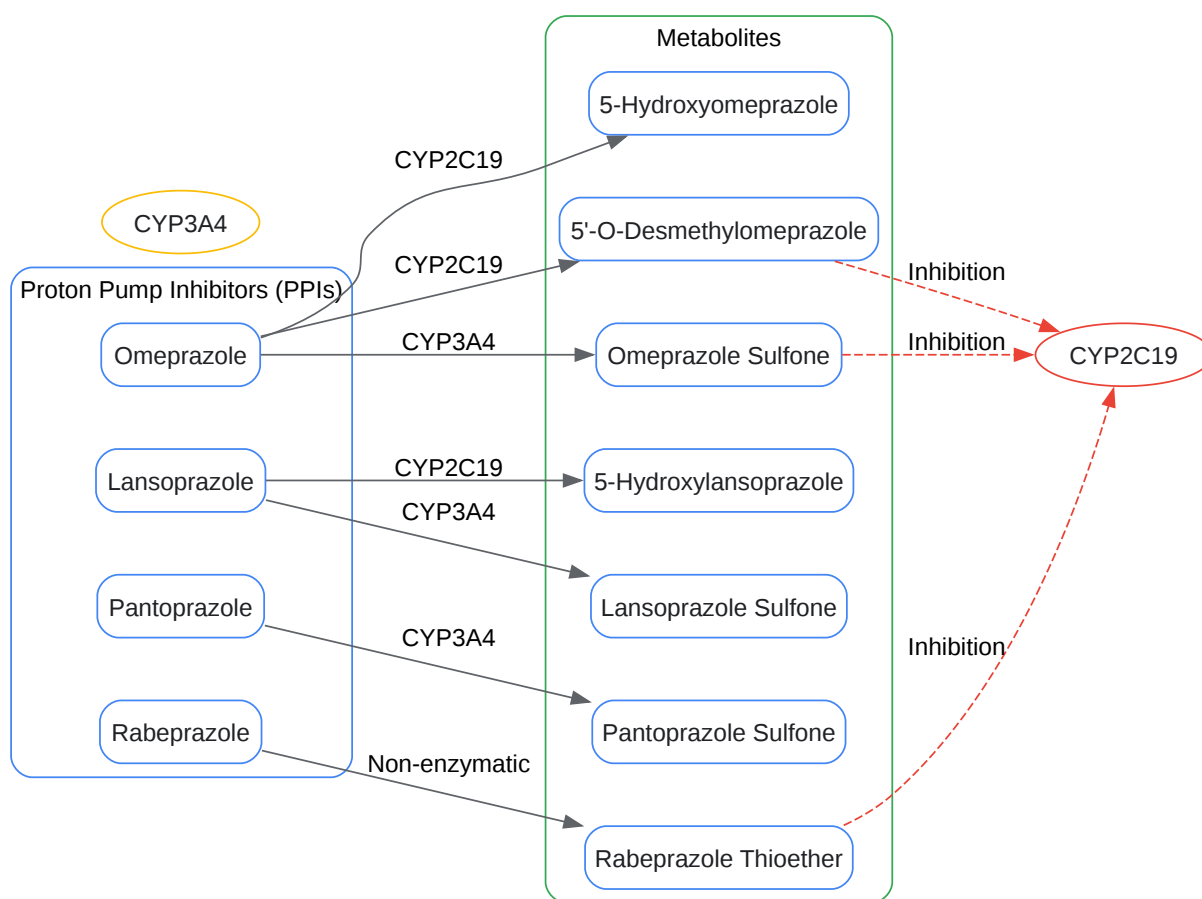 Metabolites
5-Hydroxyomeprazole
CYP2C19
CYP3A4
5'-O-Desmethylomeprazole
CYP2C19
Inhibition
Proton Pump Inhibitors (PPIs)
Omeprazole
CYP3A4
Omeprazole Sulfone
Inhibition
CYP2C19
Lansoprazole
CYP2C19
5-Hydroxylansoprazole
CYP3A4
Pantoprazole
Lansoprazole Sulfone
CYP3A4
Inhibition
Rabeprazole
Pantoprazole Sulfone
Non-enzymatic
Rabeprazole Thioether